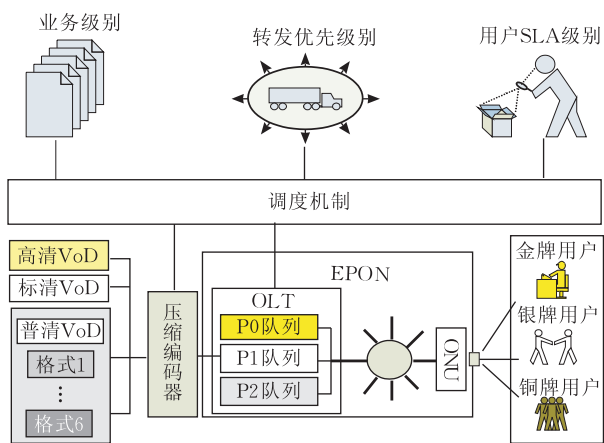 业务级别
转发优先级别
用户SLA级别
调度机制
高清VoD
标清VoD
普清VoD
格式1
⋮
格式6
压缩编码器
EPON
OLT
P0队列
P1队列
P2队列
ONU
金牌用户
银牌用户
铜牌用户